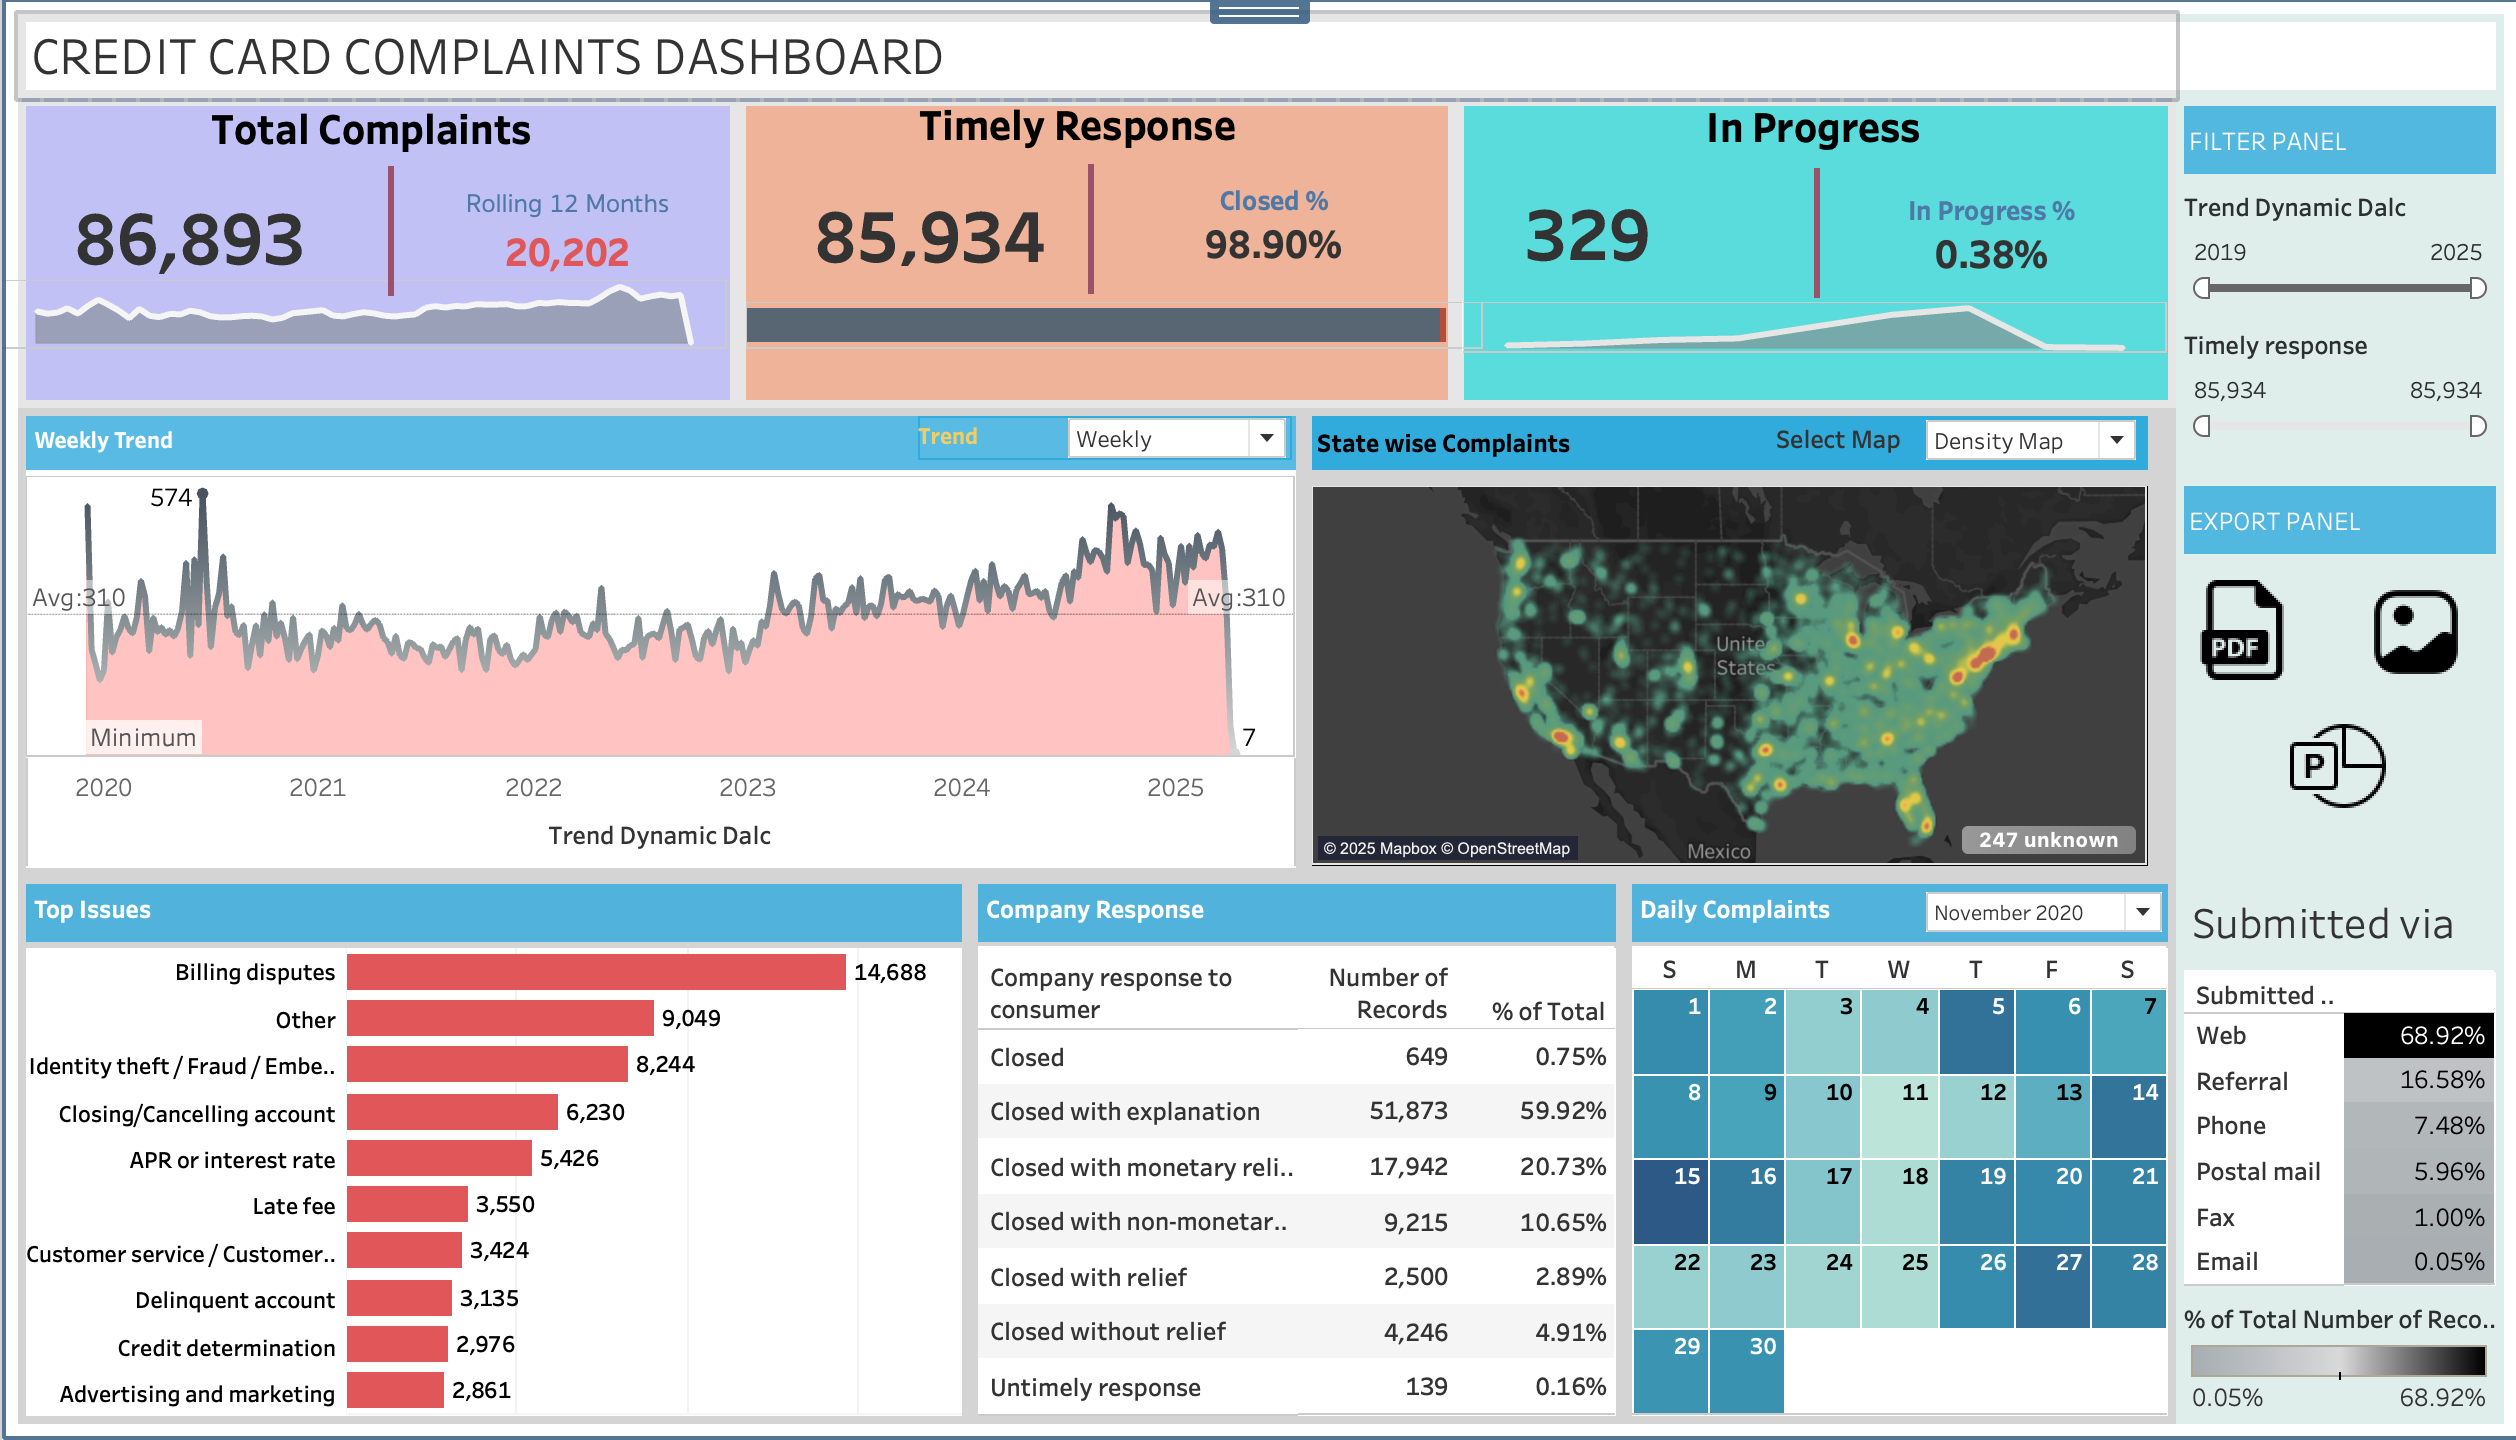 CREDIT CARD COMPLAINTS DASHBOARD
Total Complaints
86,893
Rolling 12 Months
20,202
Timely Response
85,934
Closed %
98.90%
In Progress
329
In Progress %
0.38%
FILTER PANEL
Trend Dynamic Dalc
2019 2025
Timely response
85,934 85,934
Weekly Trend
Trend
Weekly
574
Avg:310
Avg:310
Minimum
7
2020 2021 2022 2023 2024 2025
Trend Dynamic Dalc
State wise Complaints
Select Map
Density Map
United
States
Mexico
© 2025 Mapbox © OpenStreetMap
247 unknown
EXPORT PANEL
PDF
P
Top Issues
Billing disputes 14,688
Other 9,049
Identity theft / Fraud / Embe.. 8,244
Closing/Cancelling account 6,230
APR or interest rate 5,426
Late fee 3,550
Customer service / Customer.. 3,424
Delinquent account 3,135
Credit determination 2,976
Advertising and marketing 2,861
Company Response
Company response to
consumer
Number of
Records
% of Total
Closed 649 0.75%
Closed with explanation 51,873 59.92%
Closed with monetary reli.. 17,942 20.73%
Closed with non-monetar.. 9,215 10.65%
Closed with relief 2,500 2.89%
Closed without relief 4,246 4.91%
Untimely response 139 0.16%
Daily Complaints
November 2020
S M T W T F S
1 2 3 4 5 6 7
8 9 10 11 12 13 14
15 16 17 18 19 20 21
22 23 24 25 26 27 28
29 30
Submitted via
Submitted ..
Web 68.92%
Referral 16.58%
Phone 7.48%
Postal mail 5.96%
Fax 1.00%
Email 0.05%
% of Total Number of Reco..
0.05% 68.92%